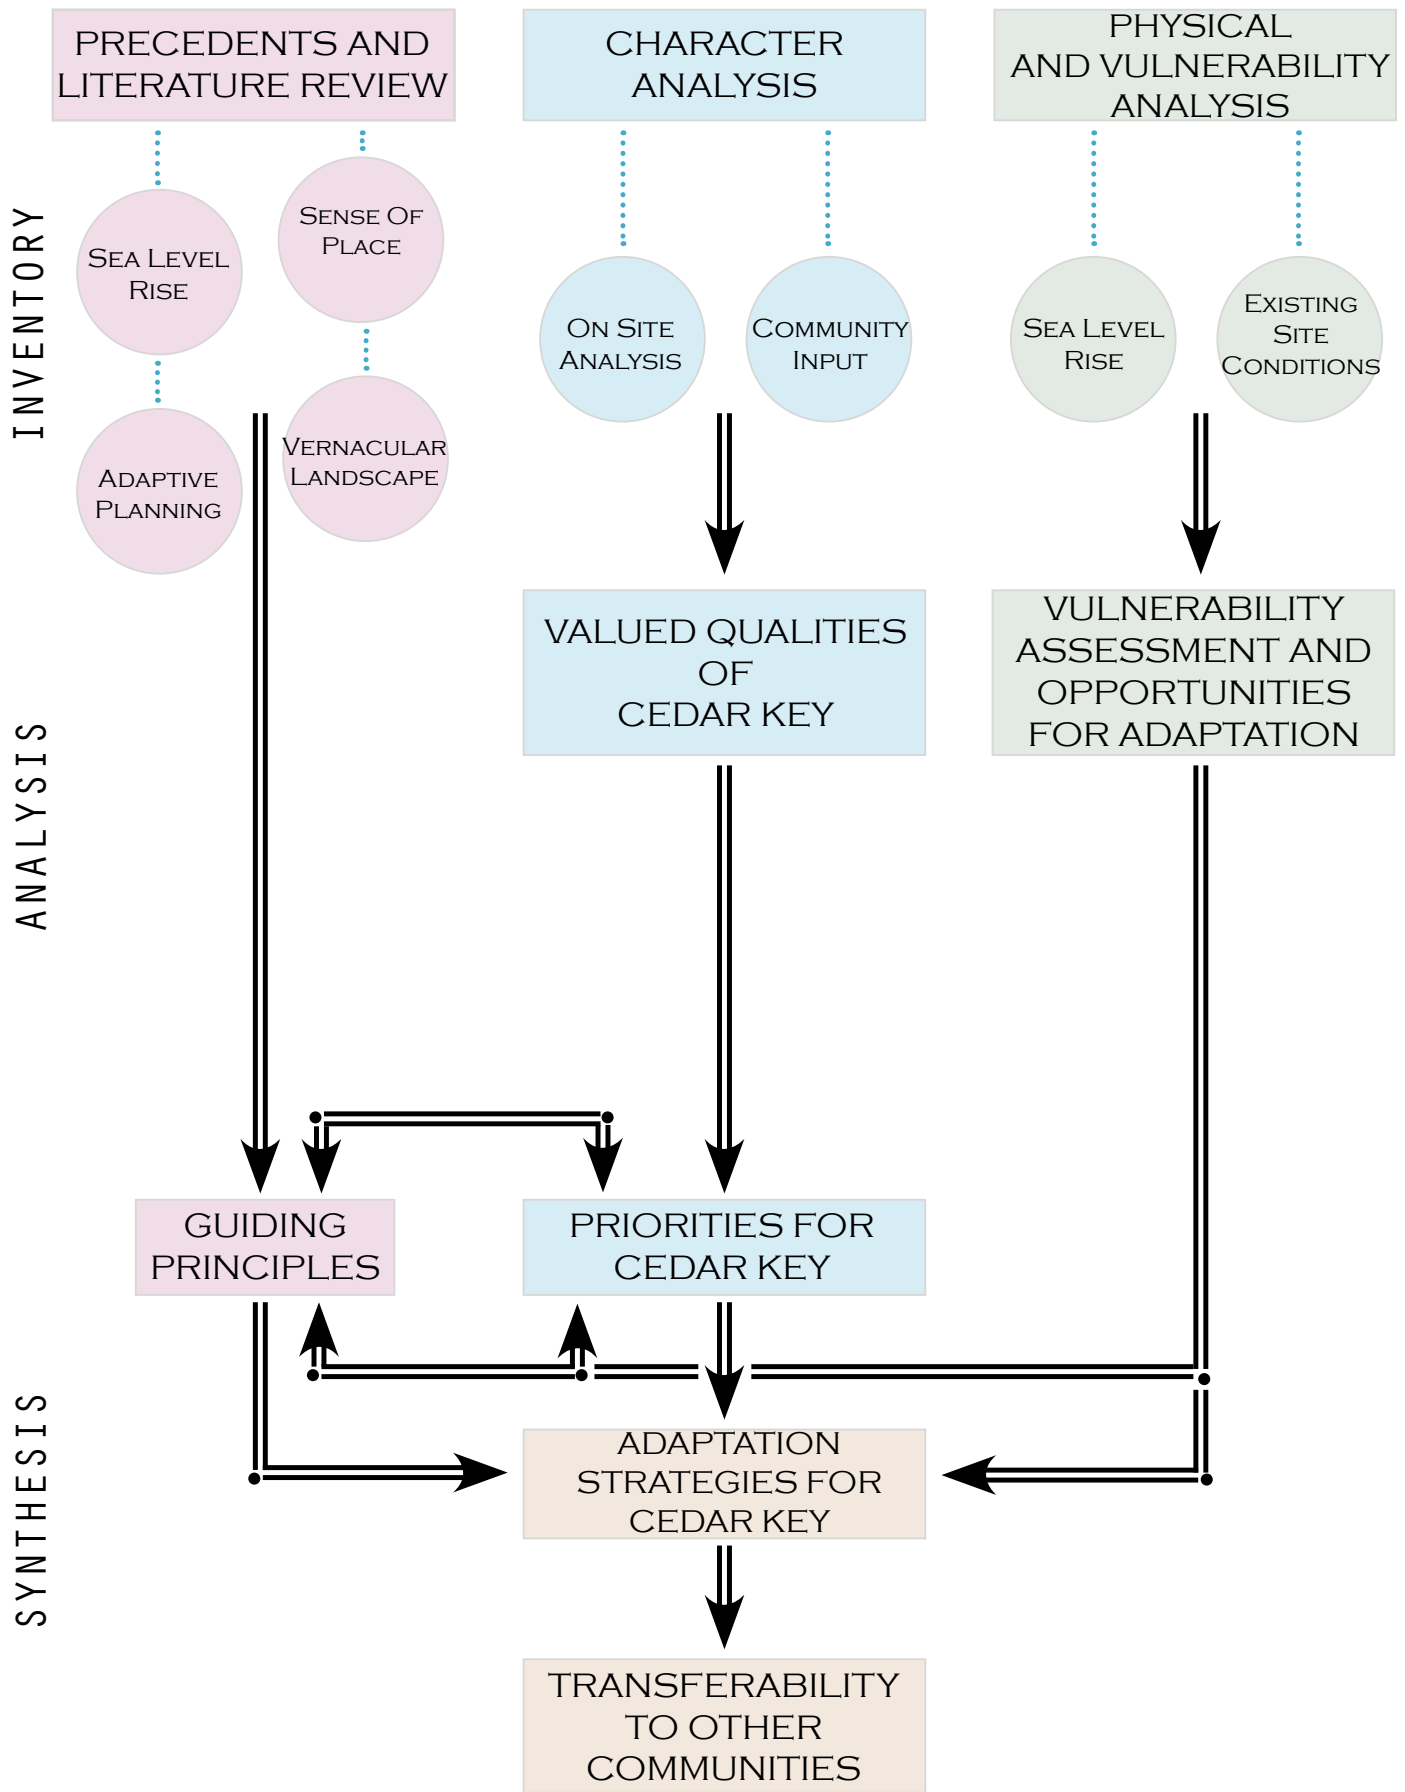 PRECEDENTS AND
LITERATURE REVIEW
CHARACTER
ANALYSIS
PHYSICAL
AND VULNERABILITY
ANALYSIS
INVENTORY
SEA LEVEL
RISE
SENSE OF
PLACE
ADAPTIVE
PLANNING
VERNACULAR
LANDSCAPE
ON SITE
ANALYSIS
COMMUNITY
INPUT
SEA LEVEL
RISE
EXISTING
SITE
CONDITIONS
ANALYSIS
VALUED QUALITIES
OF
CEDAR KEY
VULNERABILITY
ASSESSMENT AND
OPPORTUNITIES
FOR ADAPTATION
GUIDING
PRINCIPLES
PRIORITIES FOR
CEDAR KEY
SYNTHESIS
ADAPTATION
STRATEGIES FOR
CEDAR KEY
TRANSFERABILITY
TO OTHER
COMMUNITIES